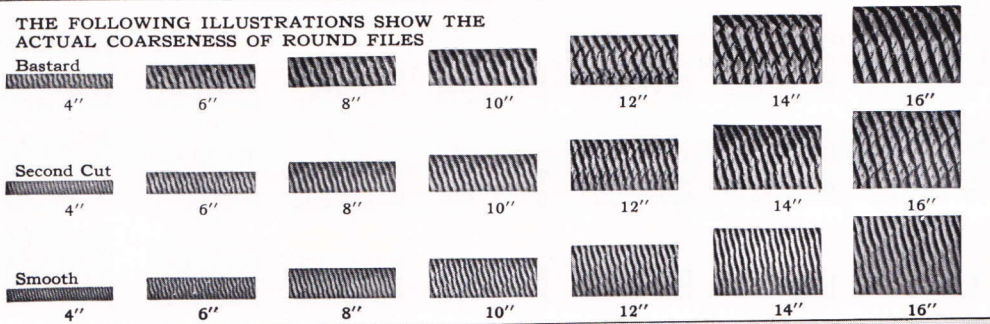 THE FOLLOWING ILLUSTRATIONS SHOW THE
ACTUAL COARSENESS OF ROUND FILES
Bastard
4″ 6″ 8″ 10″ 12″ 14″ 16″
Second Cut
4″ 6″ 8″ 10″ 12″ 14″ 16″
Smooth
4″ 6″ 8″ 10″ 12″ 14″ 16″